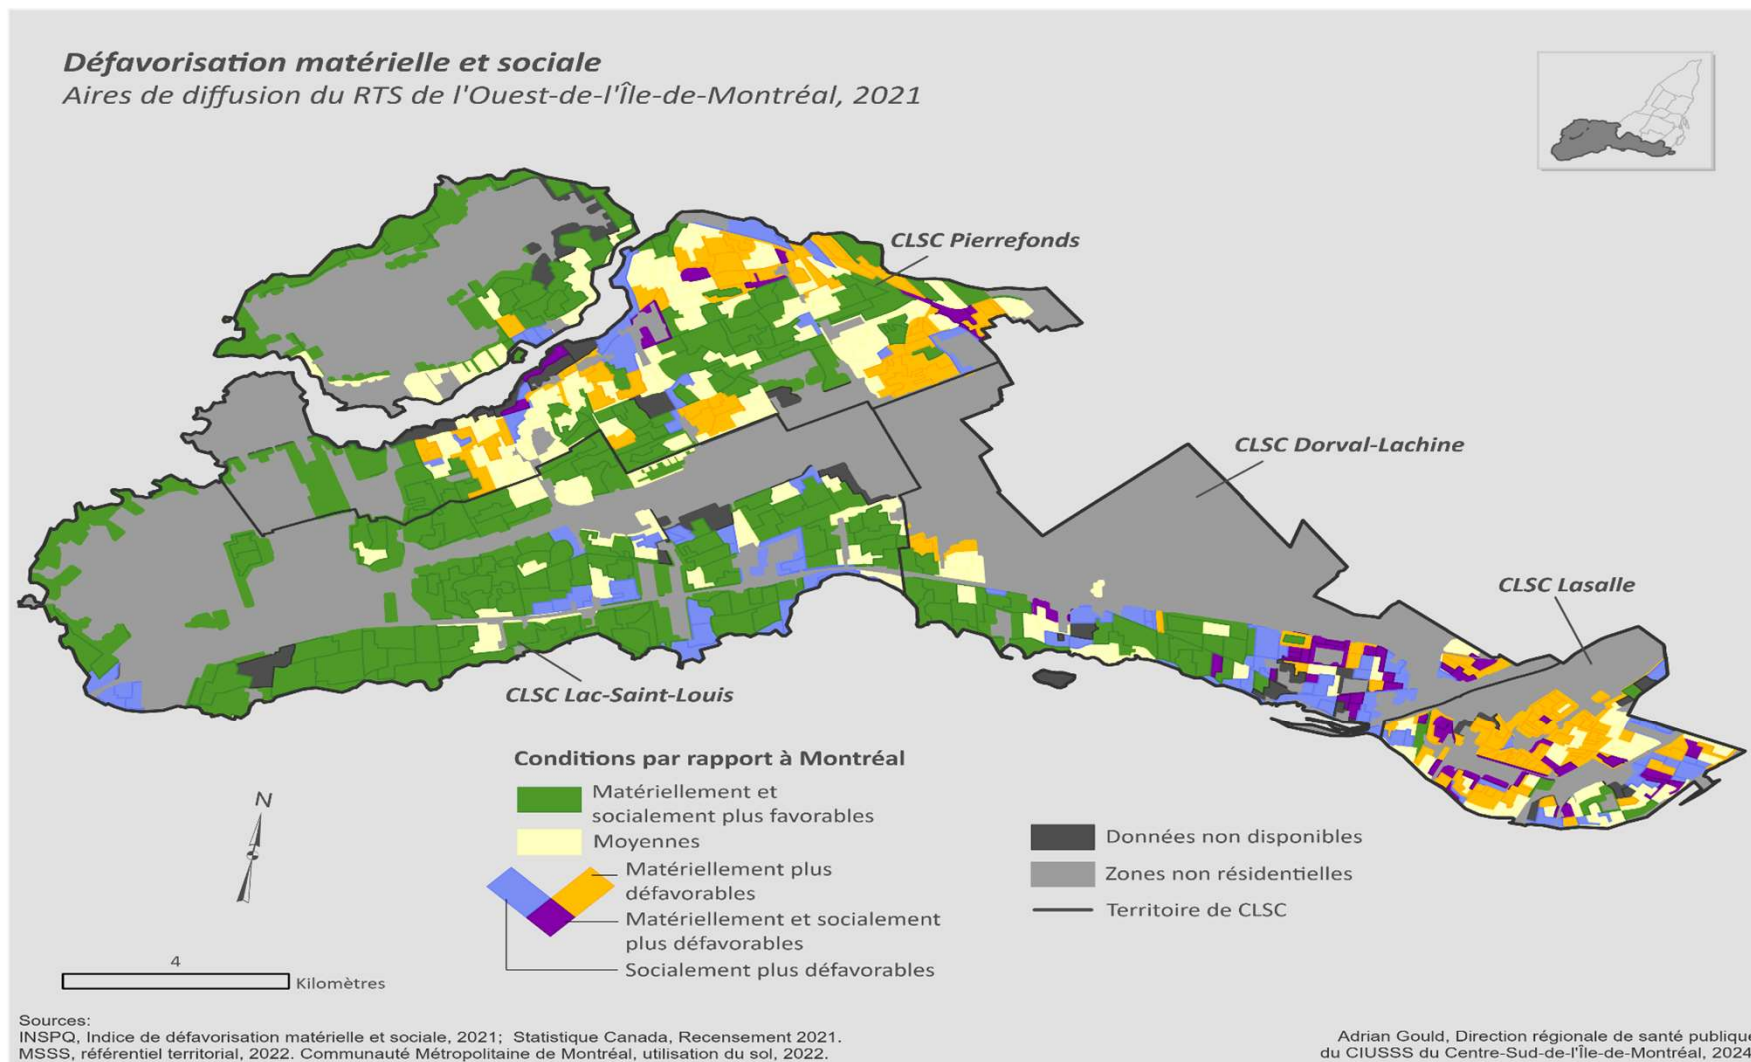 Défavorisation matérielle et sociale
Aires de diffusion du RTS de l'Ouest-de-l'Île-de-Montréal, 2021
CLSC Pierrefonds
CLSC Dorval-Lachine
CLSC Lasalle
CLSC Lac-Saint-Louis
Conditions par rapport à Montréal
Matériellement et
socialement plus favorables
Moyennes
Matériellement plus
défavorables
Matériellement et socialement
plus défavorables
Socialement plus défavorables
Données non disponibles
Zones non résidentielles
Territoire de CLSC
N
4
Kilomètres
Sources:
INSPQ, Indice de défavorisation matérielle et sociale, 2021; Statistique Canada, Recensement 2021.
MSSS, référentiel territorial, 2022. Communauté Métropolitaine de Montréal, utilisation du sol, 2022.
Adrian Gould, Direction régionale de santé publique
du CIUSSS du Centre-Sud-de-l'Île-de-Montréal, 2024